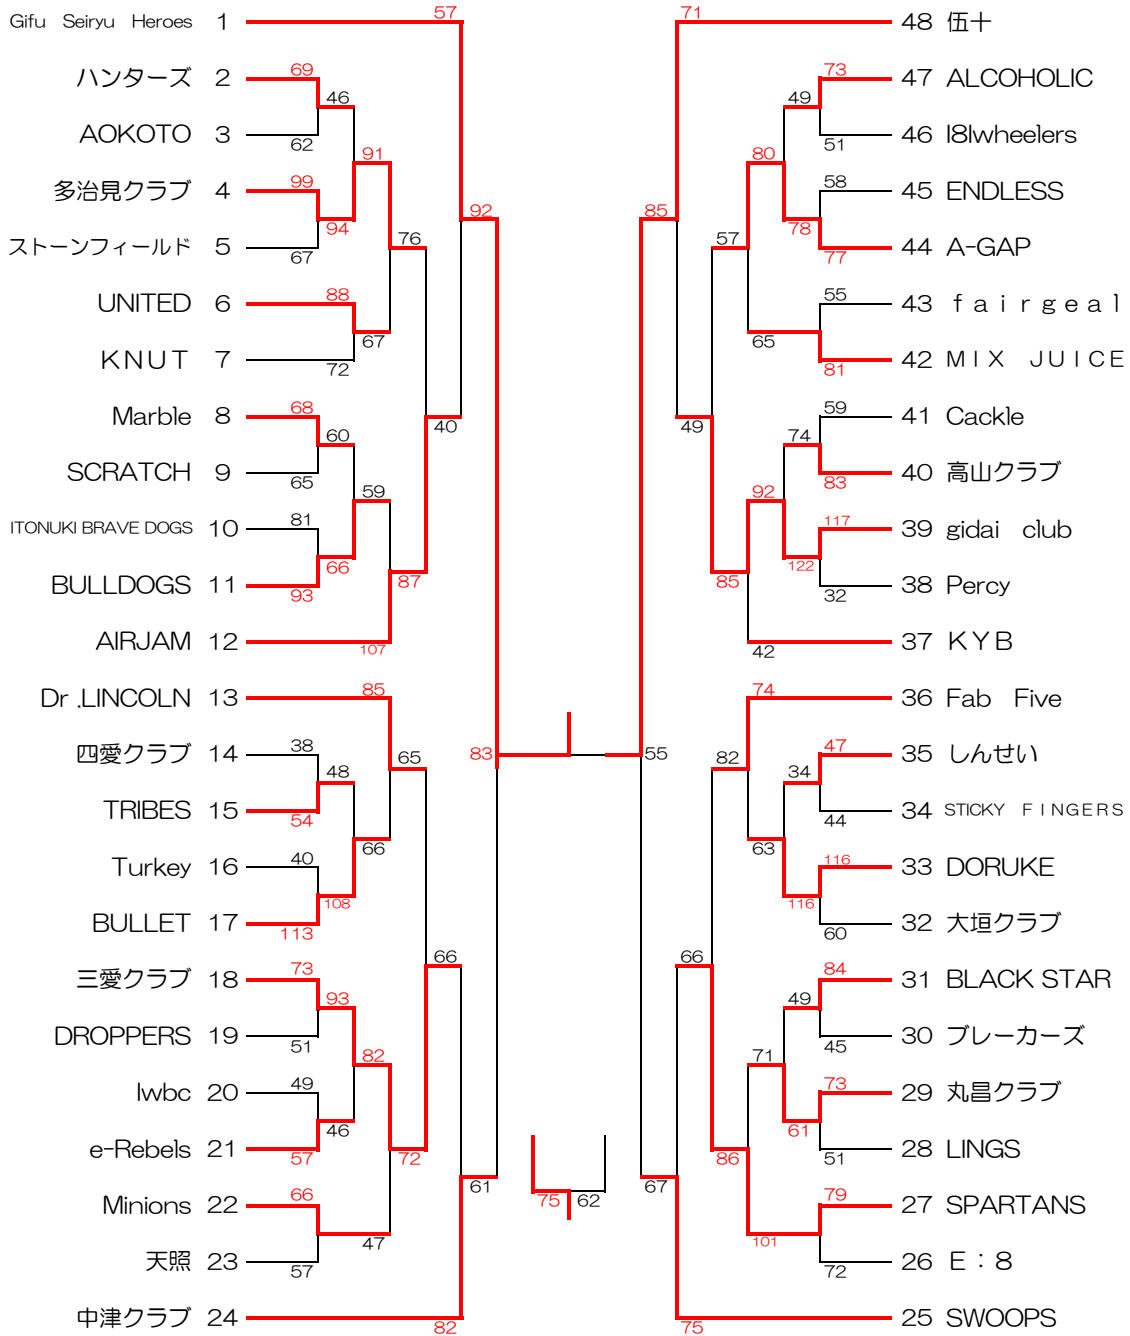 Gifu Seiryu Heroes 1 57 71 48 伍十
ハンターズ 2 69 73 47 ALCOHOLIC
46 49
AOKOTO 3 62 51 46 I8Iwheelers
91 80
多治見クラブ 4 99 58 45 ENDLESS
94 92 85 78
ストーンフィールド 5 67 76 57 77 44 A-GAP
UNITED 6 88 55 43 ｆａｉｒｇｅａｌ
67 65
KNUT 7 72 81 42 ＭＩＸ ＪＵＩＣＥ
Marble 8 68 40 49 59 41 Cackle
60 74
SCRATCH 9 65 83 40 高山クラブ
59 92
ITONUKI BRAVE DOGS 10 81 117 39 gidai club
66 122
BULLDOGS 11 93 87 85 32 38 Percy
AIRJAM 12 107 42 37 KYB
Dr .LINCOLN 13 85 74 36 Fab Five
四愛クラブ 14 38 65 83 55 82 47 35 しんせい
48 34
TRIBES 15 54 44 34 STICKY ＦＩＮＧＥＲＳ
66 63
Turkey 16 40 116 33 DORUKE
108 116
BULLET 17 113 60 32 大垣クラブ
66 66
三愛クラブ 18 73 84 31 BLACK STAR
93 49
DROPPERS 19 51 45 30 ブレーカーズ
82 71
lwbc 20 49 73 29 丸昌クラブ
46 61
e-Rebels 21 57 72 86 51 28 LINGS
61 67
Minions 22 66 75 62 79 27 SPARTANS
47 101
天照 23 57 72 26 Ｅ：８
中津クラブ 24 82 75 25 SWOOPS